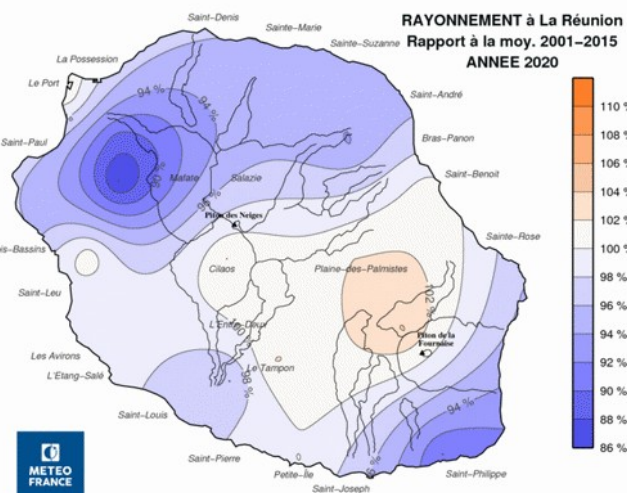 RAYONNEMENT à La Réunion
Rapport à la moy. 2001–2015
ANNEE 2020
Saint–Denis
Sainte–Marie
Sainte–Suzanne
La Possession
Le Port
Saint–André
Saint–Paul
Bras–Panon
Mafate
Salazie
Saint–Benoit
Piton des Neiges
Sainte–Rose
is–Bassins
Cilaos
Plaine–des–Palmistes
Saint–Leu
L'Entre–Deux
Piton de la
Fournaise
Les Avirons
Le Tampon
L'Etang–Salé
Saint–Louis
Saint–Pierre
Petite–Île
Saint–Joseph
Saint–Philippe
94 %
94 %
102 %
98 %
94 %
110 %
108 %
106 %
104 %
102 %
100 %
98 %
96 %
94 %
92 %
90 %
88 %
86 %
METEO
FRANCE